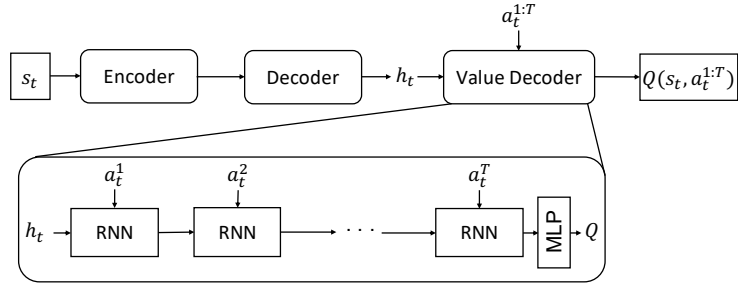 a_t^{1:T}
s_t Encoder Decoder h_t Value Decoder Q(s_t, a_t^{1:T})
a_t^1 a_t^2 a_t^T
h_t RNN RNN · · · RNN MLP Q